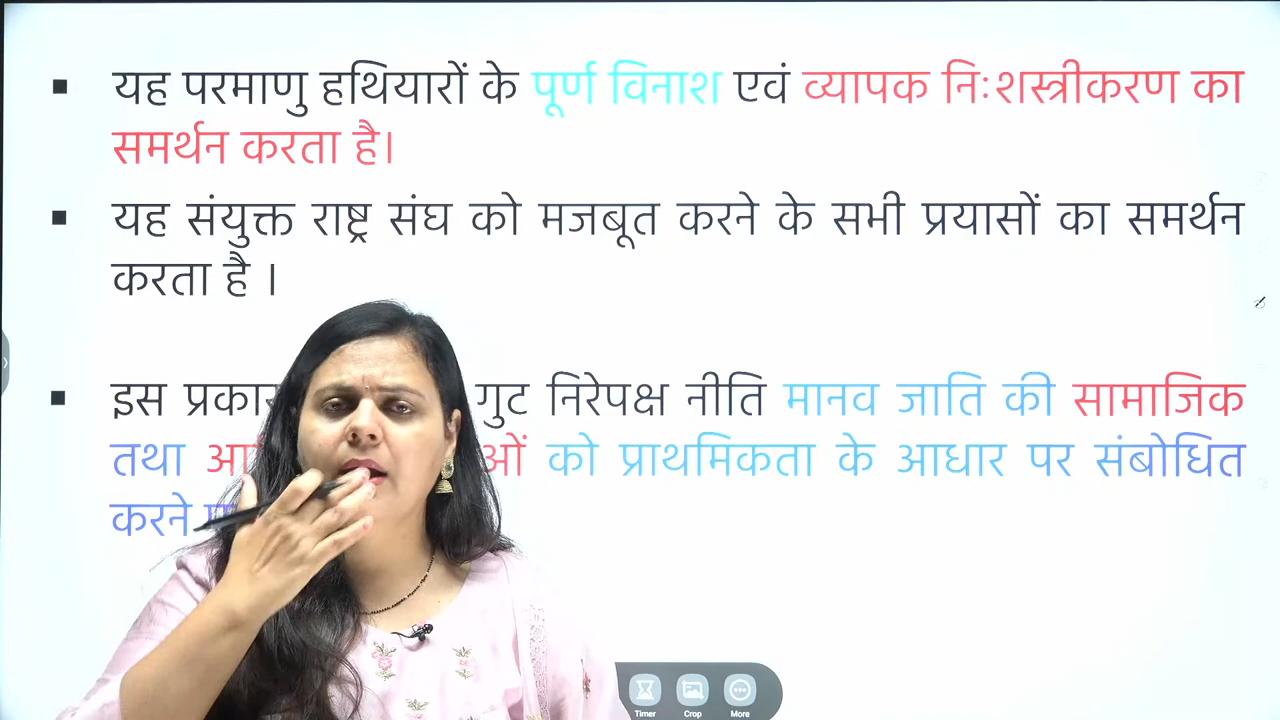 यह परमाणु हथियारों के पूर्ण विनाश एवं व्यापक निःशस्त्रीकरण का
समर्थन करता है।
यह संयुक्त राष्ट्र संघ को मजबूत करने के सभी प्रयासों का समर्थन
करता है ।
इस गुट निरेपक्ष नीति मानव जाति की सामाजिक
तथा को प्राथमिकता के आधार पर संबोधित
करने
Timer Crop More